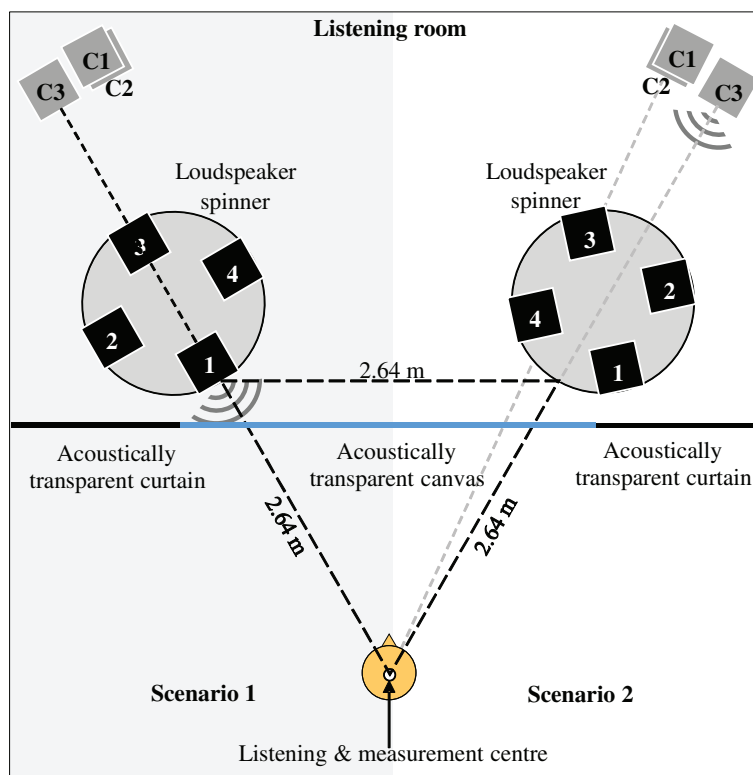 Listening room
C1
C3
C2
C1
C2
C3
Loudspeaker
spinner
Loudspeaker
spinner
3
4
2
1
3
2
4
1
2.64 m
Acoustically
transparent curtain
Acoustically
transparent canvas
Acoustically
transparent curtain
2.64 m
2.64 m
Scenario 1
Scenario 2
Listening & measurement centre